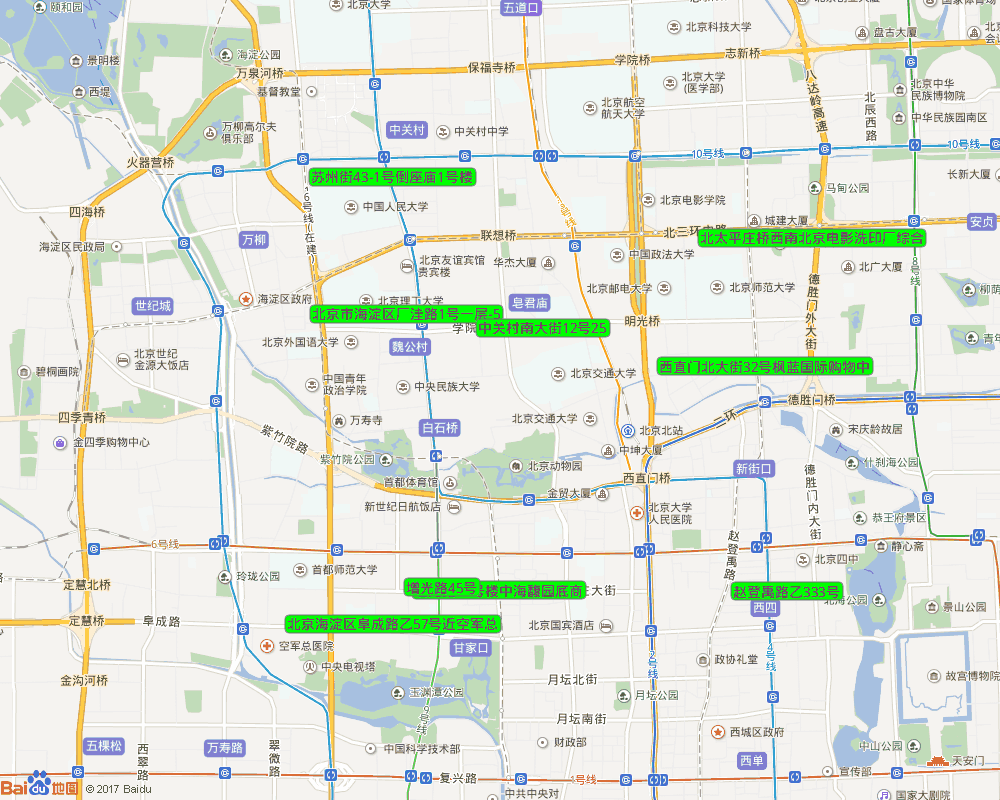 颐和园
北京大学
五道口
北京科技大学
盘古大厦
海淀公园
景明楼
万泉河桥
保福寺桥
学院桥
志新桥
西堤
基督教堂
北京大学
(医学部)
北京中华
民族博物院
北京航空
航天大学
八达岭高速
北辰西路
中华民族园南区
万柳高尔夫
俱乐部
中关村
中关村中学
火器营桥
10号线
10号线
苏州街43-1号倒座庙1号楼
长新大厦
马甸公园
16号线(在建)
中国人民大学
北京电影学院
四海桥
城建大厦
安贞
海淀区民政局
万柳
联想桥
北三环中路
北太平庄桥西南北京电影洗印厂综合
中国政法大学
北京友谊宾馆
贵宾楼
华杰大厦
北广大厦
8号线
世纪城
海淀区政府
北京理工大学
皂君庙
北京邮电大学
北京师范大学
德胜门外大街
北京市海淀区厂洼路1号一层-5
学院
中关村南大街12号25
明光桥
北京外国语大学
魏公村
北京世纪
金源大饭店
碧桐画院
中国青年
政治学院
中央民族大学
北京交通大学
西直门北大街32号枫蓝国际购物中
德胜门桥
四季青桥
万寿寺
北京交通大学
二环
金四季购物中心
紫竹院路
白石桥
北京北站
宋庆龄故居
紫竹院公园
中坤大厦
什刹海公园
北京动物园
新街口
首都体育馆
西直门桥
德胜门内大街
新世纪日航饭店
金贸大厦
北京大学
人民医院
恭王府景区
赵登禹路
6号线
静心斋
定慧北桥
玲珑公园
首都师范大学
北京四中
增光路45号
号楼中海馥园底商
大街
赵登禹路乙333号
北海公园
西四
景山公园
定慧桥
阜成路
北京海淀区阜成路乙57号近空军总
北京国宾酒店
空军总医院
甘家口
4号线
2号线
中央电视塔
政协礼堂
金沟河桥
月坛北街
故宫博物院
玉渊潭公园
月坛公园
9号线
月坛南街
西城区政府
五棵松
西翠路
万寿路
翠微路
中国科学技术部
财政部
中山公园
西单
天安门
复兴路
1号线
宣传部
中共中央对
国家大剧院
Baidu地图
© 2017 Baidu